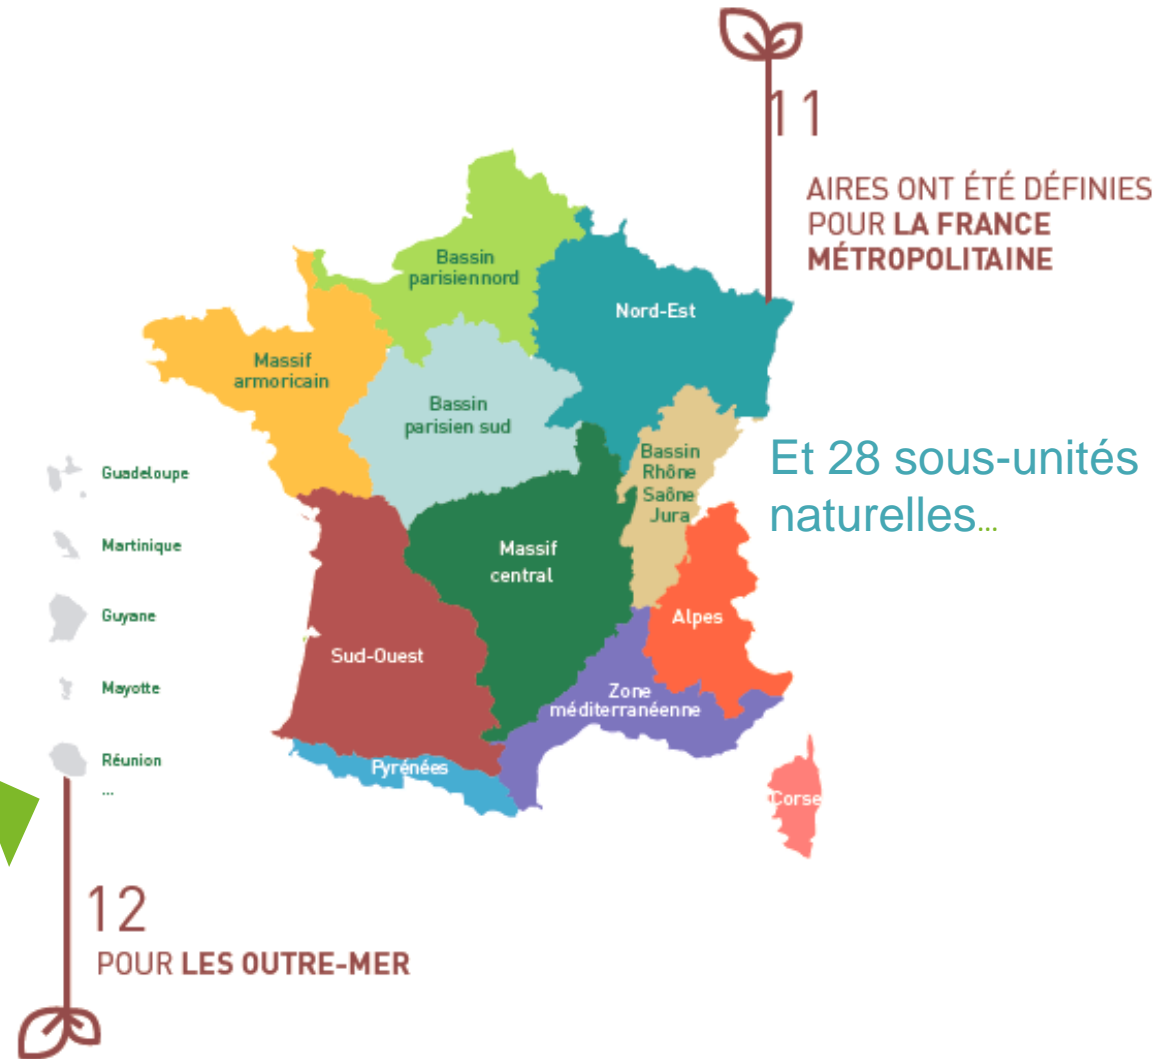 11
AIRES ONT ÉTÉ DÉFINIES
POUR LA FRANCE
MÉTROPOLITAINE
Bassin
parisien nord
Nord-Est
Massif
armoricain
Bassin
parisien sud
Bassin
Rhône
Saône
Jura
Et 28 sous-unités
naturelles...
Guadeloupe
Martinique
Guyane
Mayotte
Réunion
...
Massif
central
Alpes
Sud-Ouest
Zone
méditerranéenne
Pyrénées
Corse
12
POUR LES OUTRE-MER